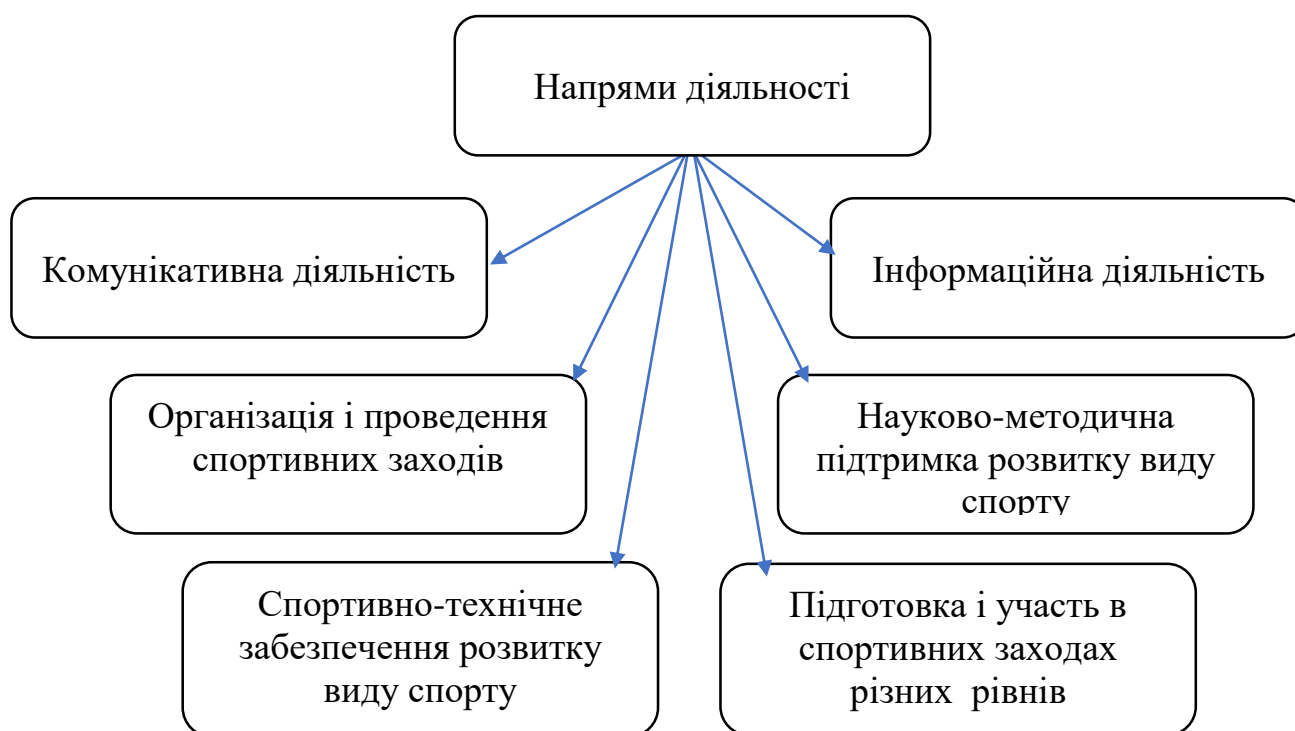 Напрями діяльності
Комунікативна діяльність
Інформаційна діяльність
Організація і проведення
спортивних заходів
Науково-методична
підтримка розвитку виду
спорту
Спортивно-технічне
забезпечення розвитку
виду спорту
Підготовка і участь в
спортивних заходах
різних  рівнів